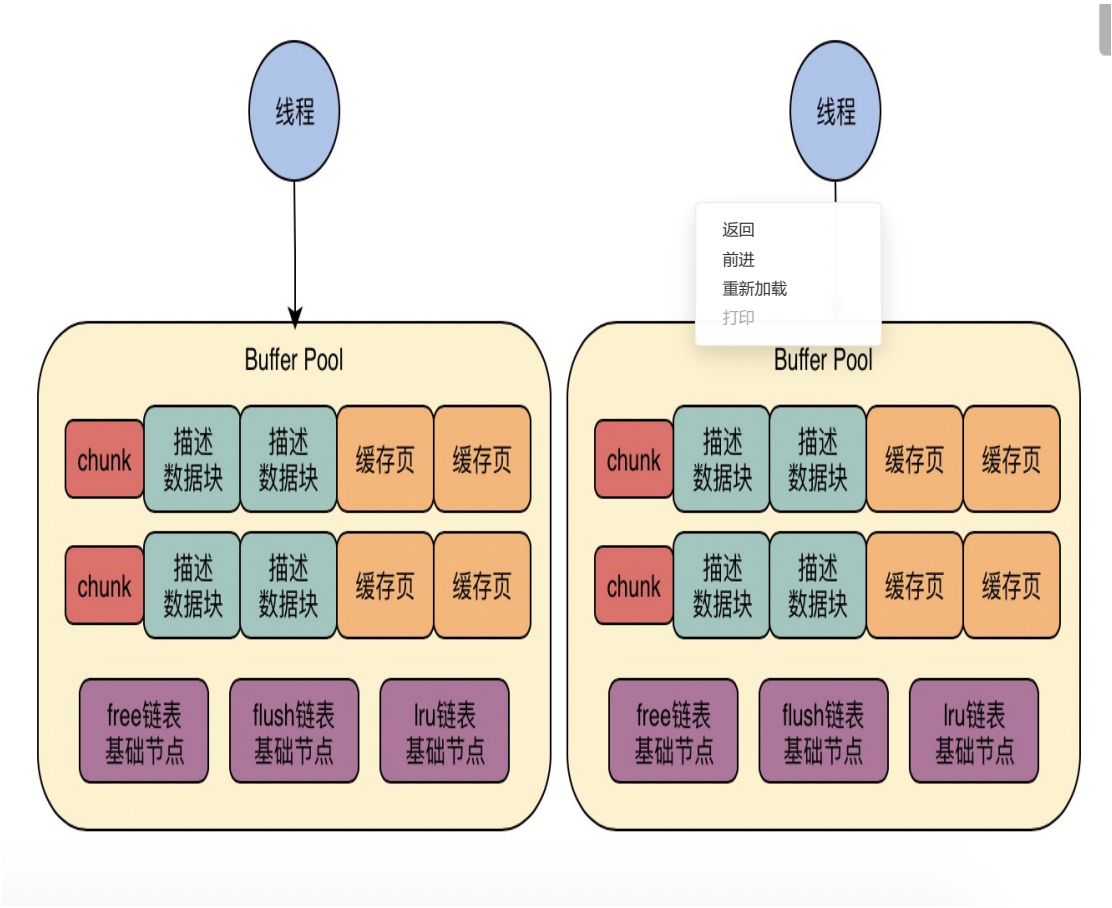 线程
线程
返回
前进
重新加载
打印
Buffer Pool
Buffer Pool
chunk
描述
数据块
描述
数据块
缓存页
缓存页
chunk
描述
数据块
描述
数据块
缓存页
缓存页
chunk
描述
数据块
描述
数据块
缓存页
缓存页
chunk
描述
数据块
描述
数据块
缓存页
缓存页
free链表
基础节点
flush链表
基础节点
lru链表
基础节点
free链表
基础节点
flush链表
基础节点
lru链表
基础节点